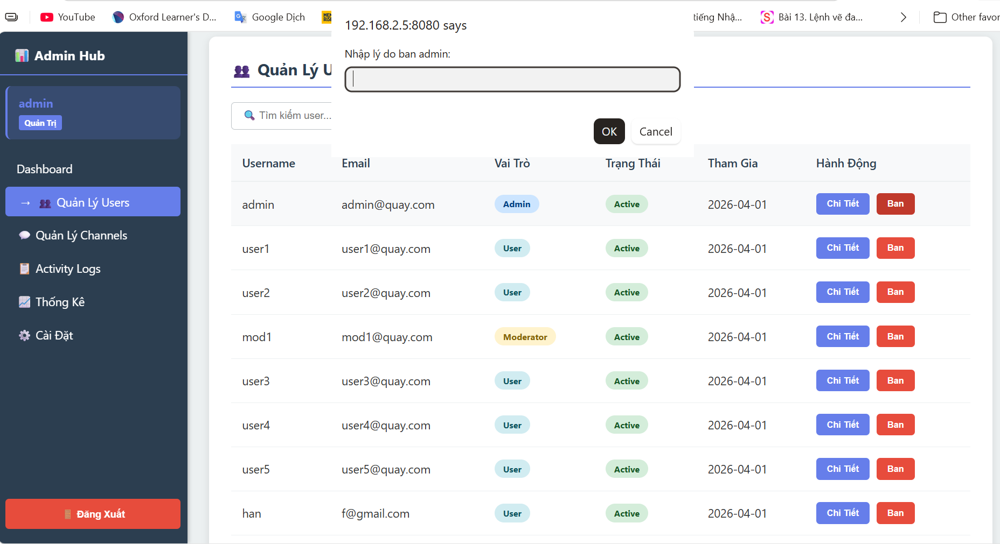 YouTube
Oxford Learner's D...
Google Dịch
MEM
RISE
tiếng Nhậ...
Bài 13. Lệnh vẽ đa...
Other favor
192.168.2.5:8080 says
Nhập lý do ban admin:
OK
Cancel
Admin Hub
admin
Quản Trị
Dashboard
→ Quản Lý Users
Quản Lý Channels
Activity Logs
Thống Kê
Cài Đặt
Đăng Xuất
Quản Lý U
Tìm kiếm user...
Username Email Vai Trò Trạng Thái Tham Gia Hành Động
admin admin@quay.com Admin Active 2026-04-01 Chi Tiết Ban
user1 user1@quay.com User Active 2026-04-01 Chi Tiết Ban
user2 user2@quay.com User Active 2026-04-01 Chi Tiết Ban
mod1 mod1@quay.com Moderator Active 2026-04-01 Chi Tiết Ban
user3 user3@quay.com User Active 2026-04-01 Chi Tiết Ban
user4 user4@quay.com User Active 2026-04-01 Chi Tiết Ban
user5 user5@quay.com User Active 2026-04-01 Chi Tiết Ban
han f@gmail.com User Active 2026-04-01 Chi Tiết Ban